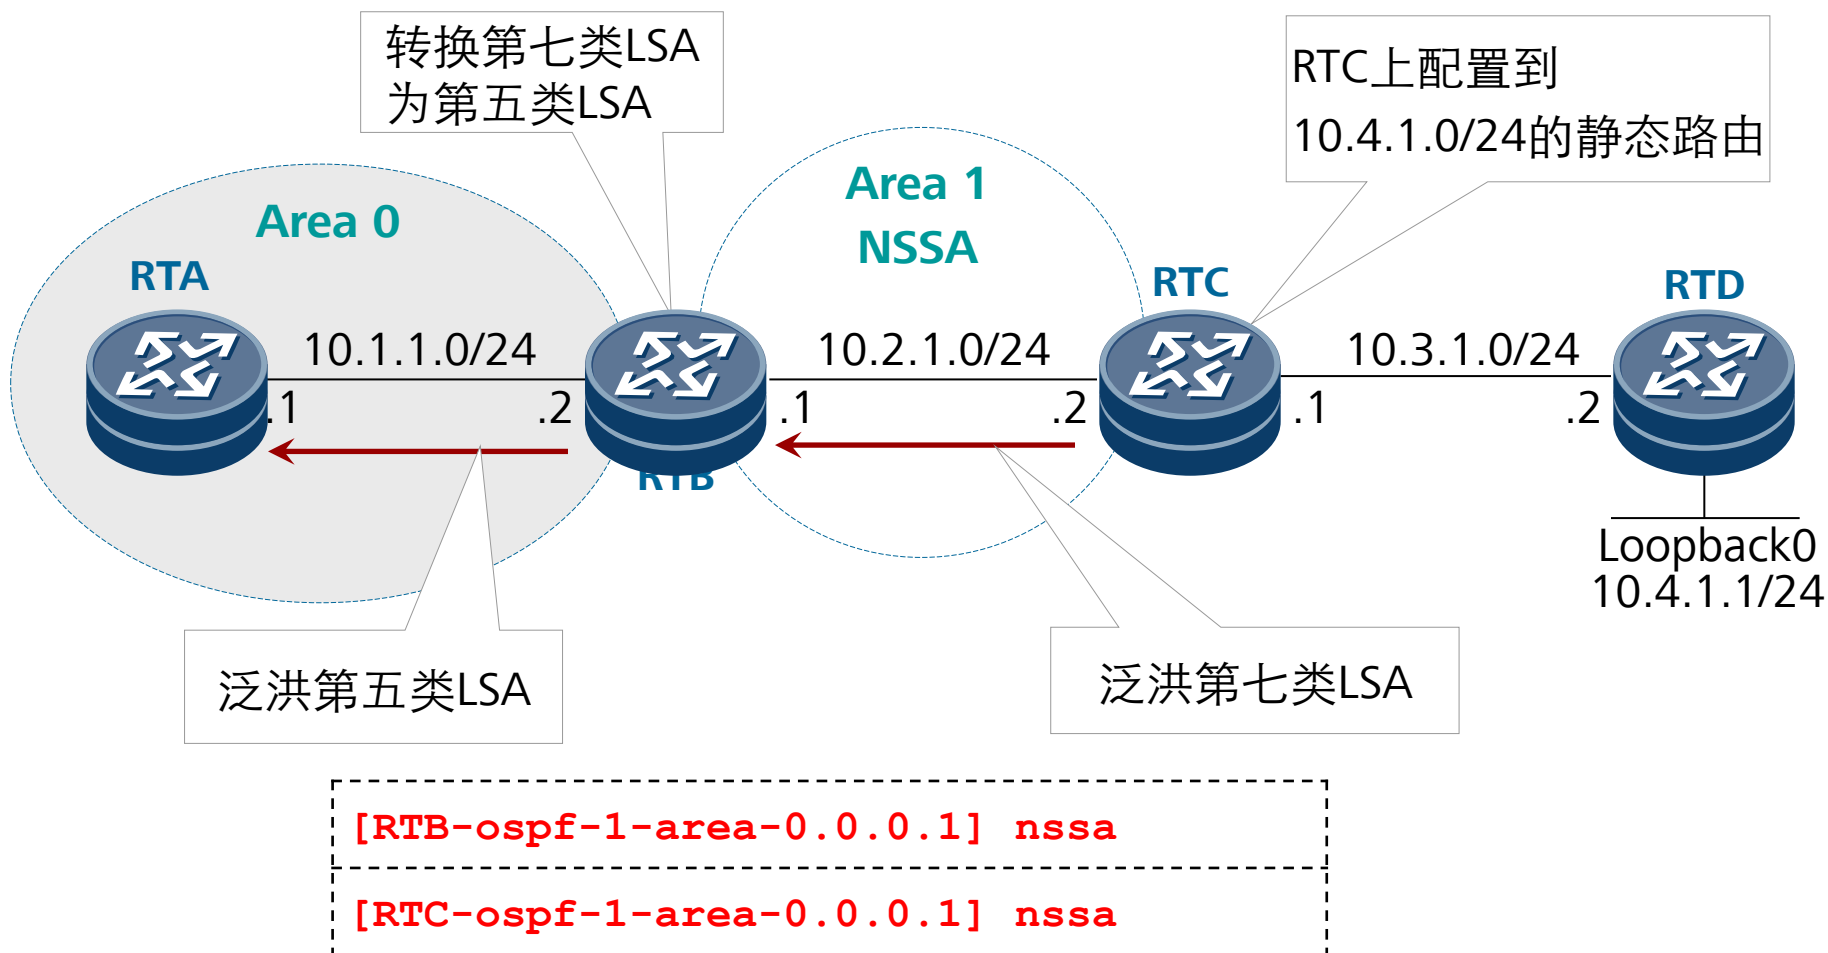 转换第七类LSA
为第五类LSA
RTC上配置到
10.4.1.0/24的静态路由
Area 0
Area 1
NSSA
RTA
RTC
RTD
10.1.1.0/24
10.2.1.0/24
10.3.1.0/24
.1
.2
.1
.2
.1
.2
RTB
Loopback0
10.4.1.1/24
泛洪第五类LSA
泛洪第七类LSA
[RTB-ospf-1-area-0.0.0.1] nssa
[RTC-ospf-1-area-0.0.0.1] nssa